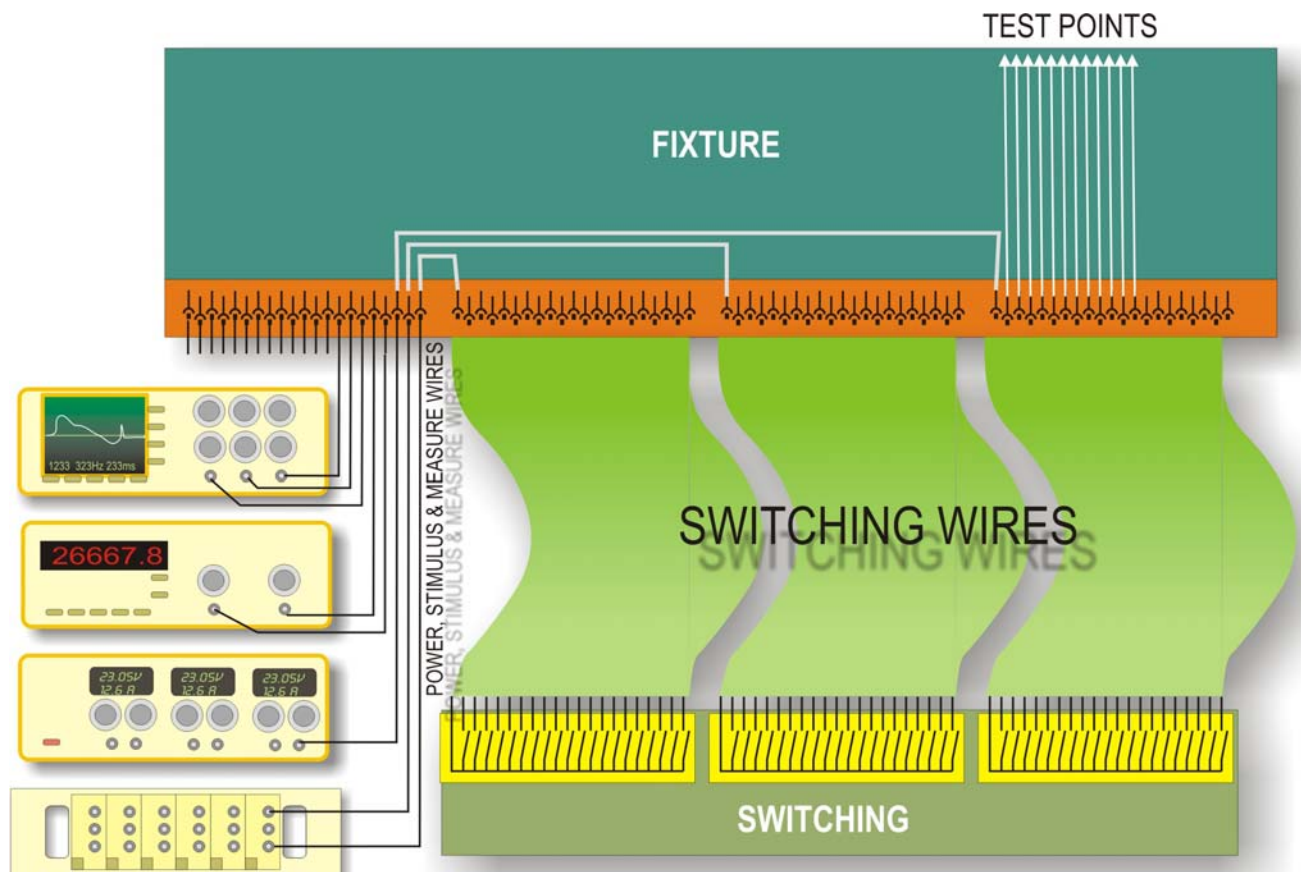 TEST POINTS
FIXTURE
POWER, STIMULUS & MEASURE WIRES
1233 323Hz 233ms
SWITCHING WIRES
26667.8
23.05V 23.05V 23.05V
12.6 A 12.6 A 12.6 A
SWITCHING